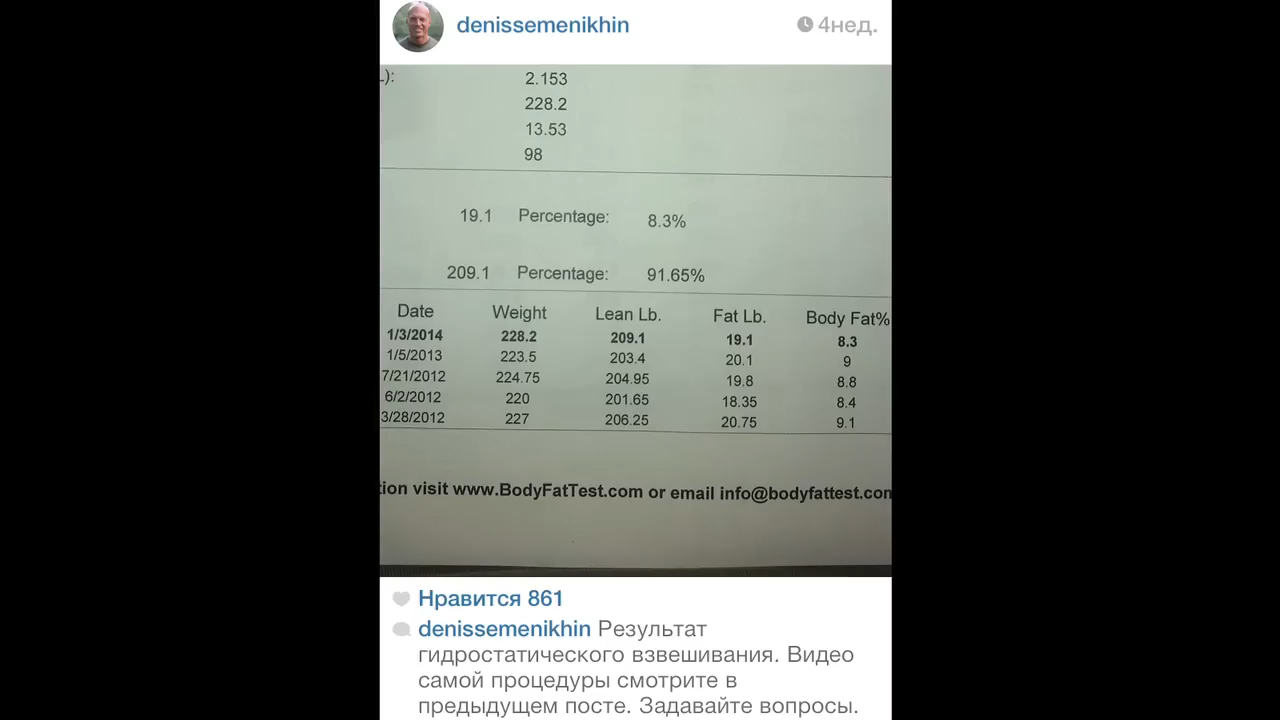 denissemenikhin 4нед.
L): 2.153
228.2
13.53
98
19.1 Percentage: 8.3%
209.1 Percentage: 91.65%
Date Weight Lean Lb. Fat Lb. Body Fat%
1/3/2014 228.2 209.1 19.1 8.3
1/5/2013 223.5 203.4 20.1 9
7/21/2012 224.75 204.95 19.8 8.8
6/2/2012 220 201.65 18.35 8.4
3/28/2012 227 206.25 20.75 9.1
tion visit www.BodyFatTest.com or email info@bodyfattest.com
Нравится 861
denissemenikhin Результат
гидростатического взвешивания. Видео
самой процедуры смотрите в
предыдущем посте. Задавайте вопросы.